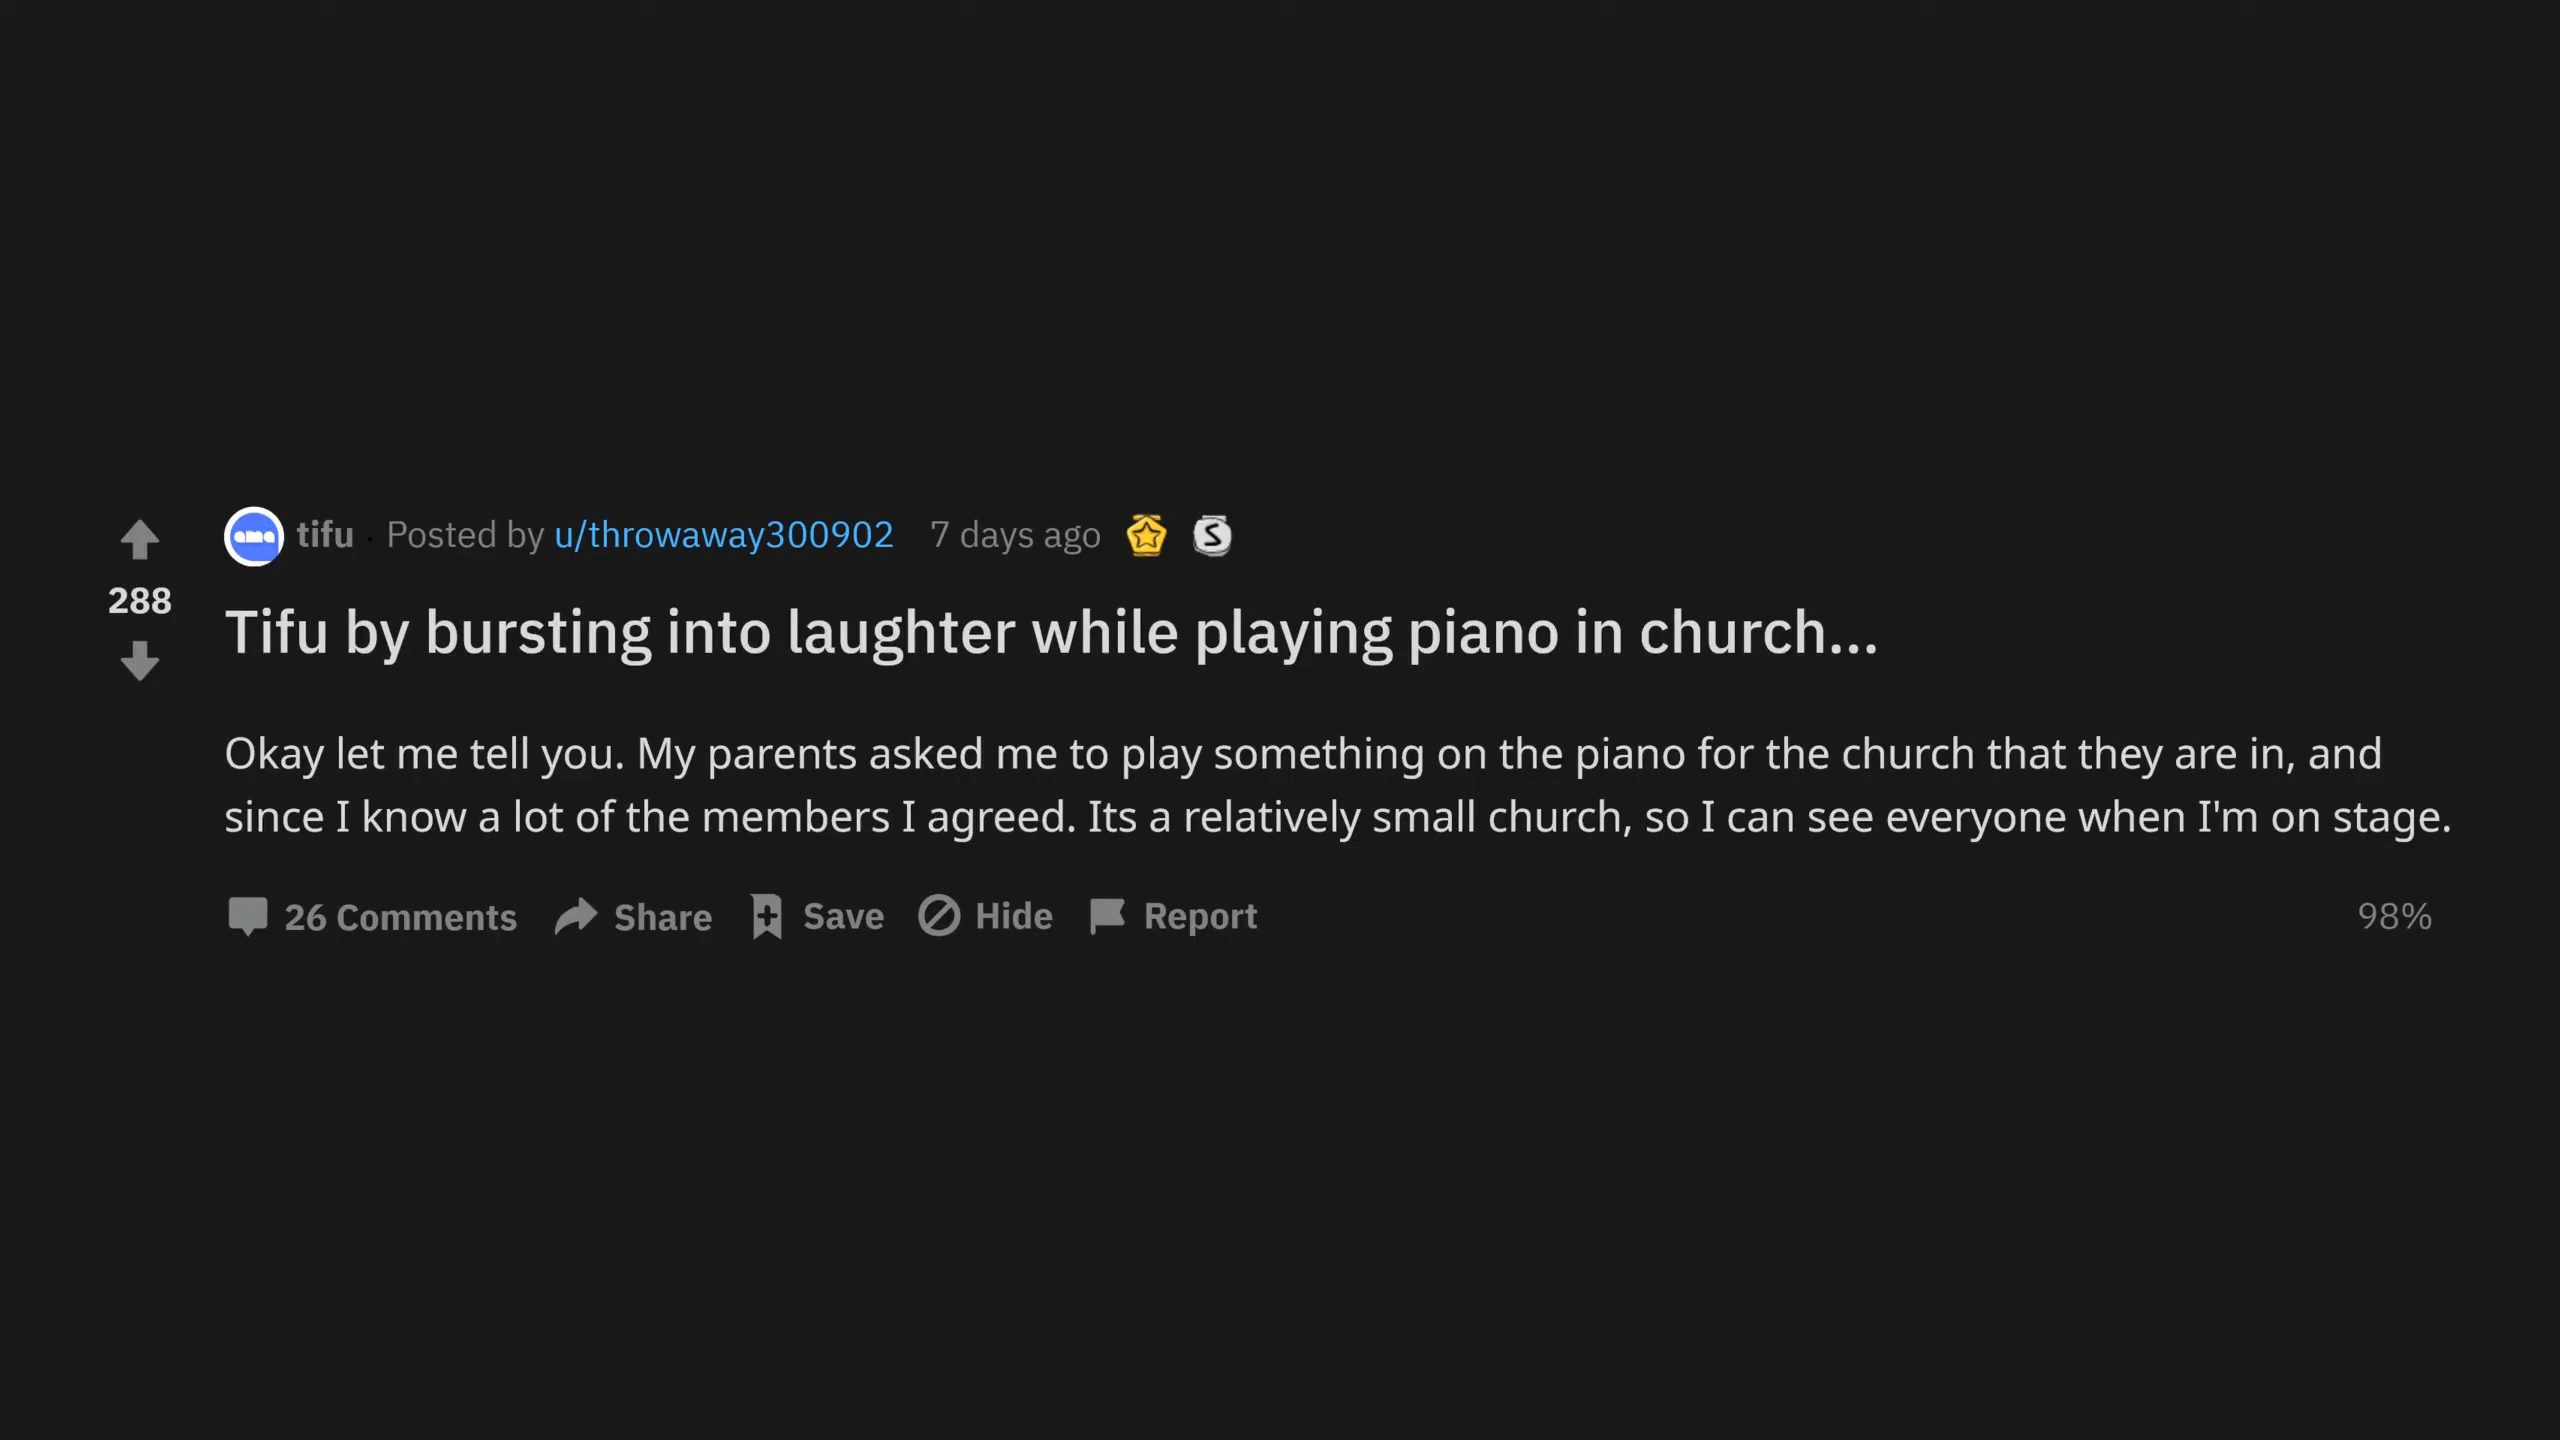 tifu · Posted by u/throwaway300902 7 days ago
288
Tifu by bursting into laughter while playing piano in church...
Okay let me tell you. My parents asked me to play something on the piano for the church that they are in, and
since I know a lot of the members I agreed. Its a relatively small church, so I can see everyone when I'm on stage.
26 Comments Share Save Hide Report 98%